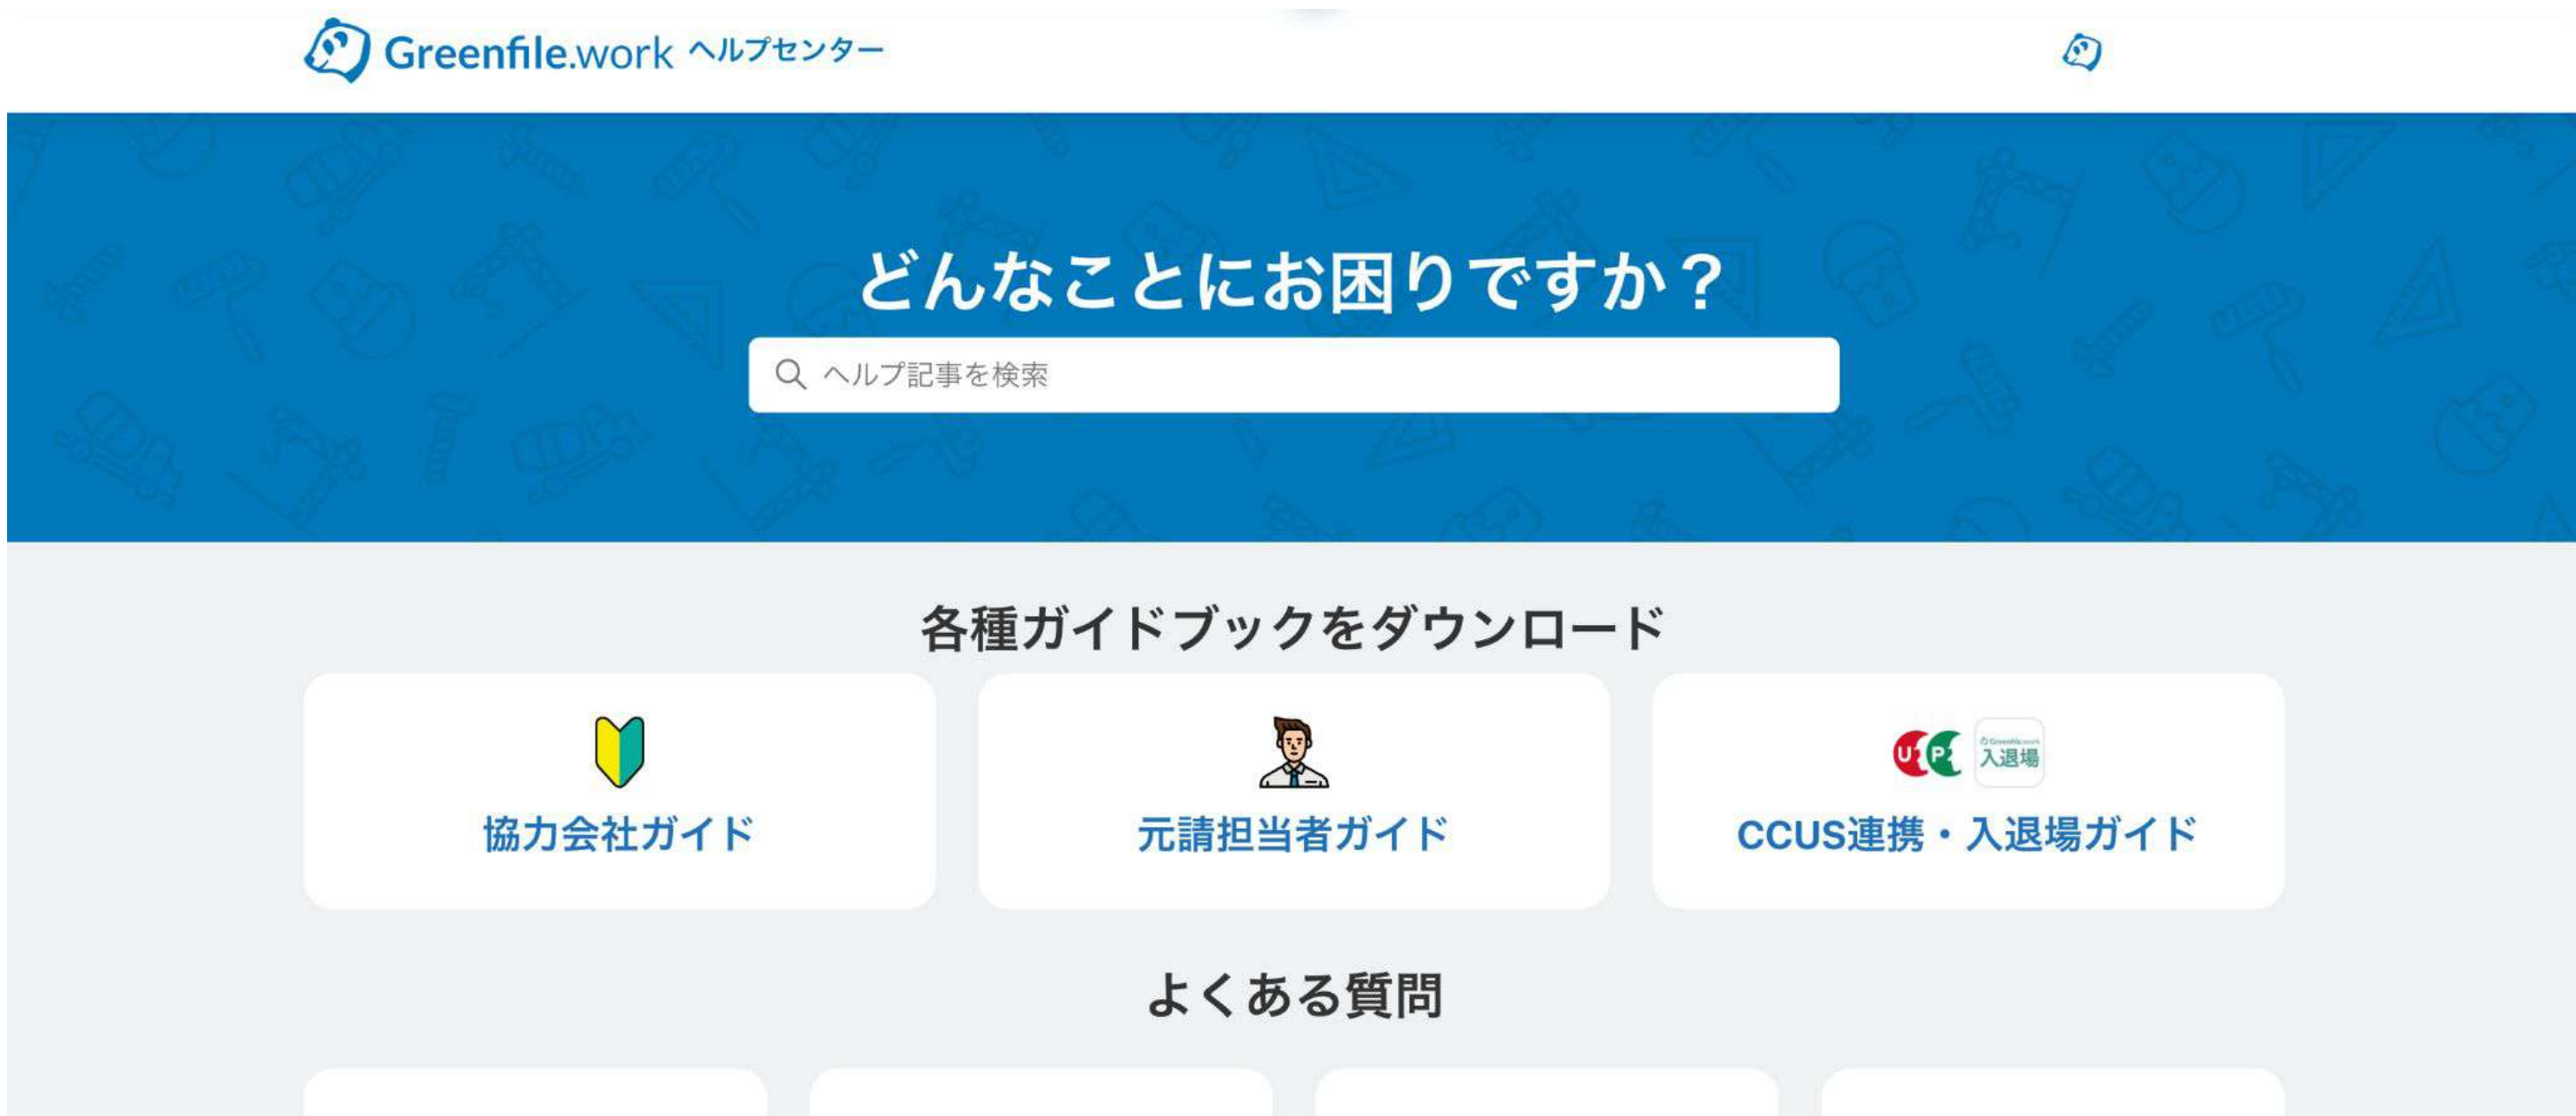 Greenfile.work ヘルプセンター
どんなことにお困りですか？
ヘルプ記事を検索
各種ガイドブックをダウンロード
U P Greenfile.work
入退場
協力会社ガイド
元請担当者ガイド
CCUS連携・入退場ガイド
よくある質問